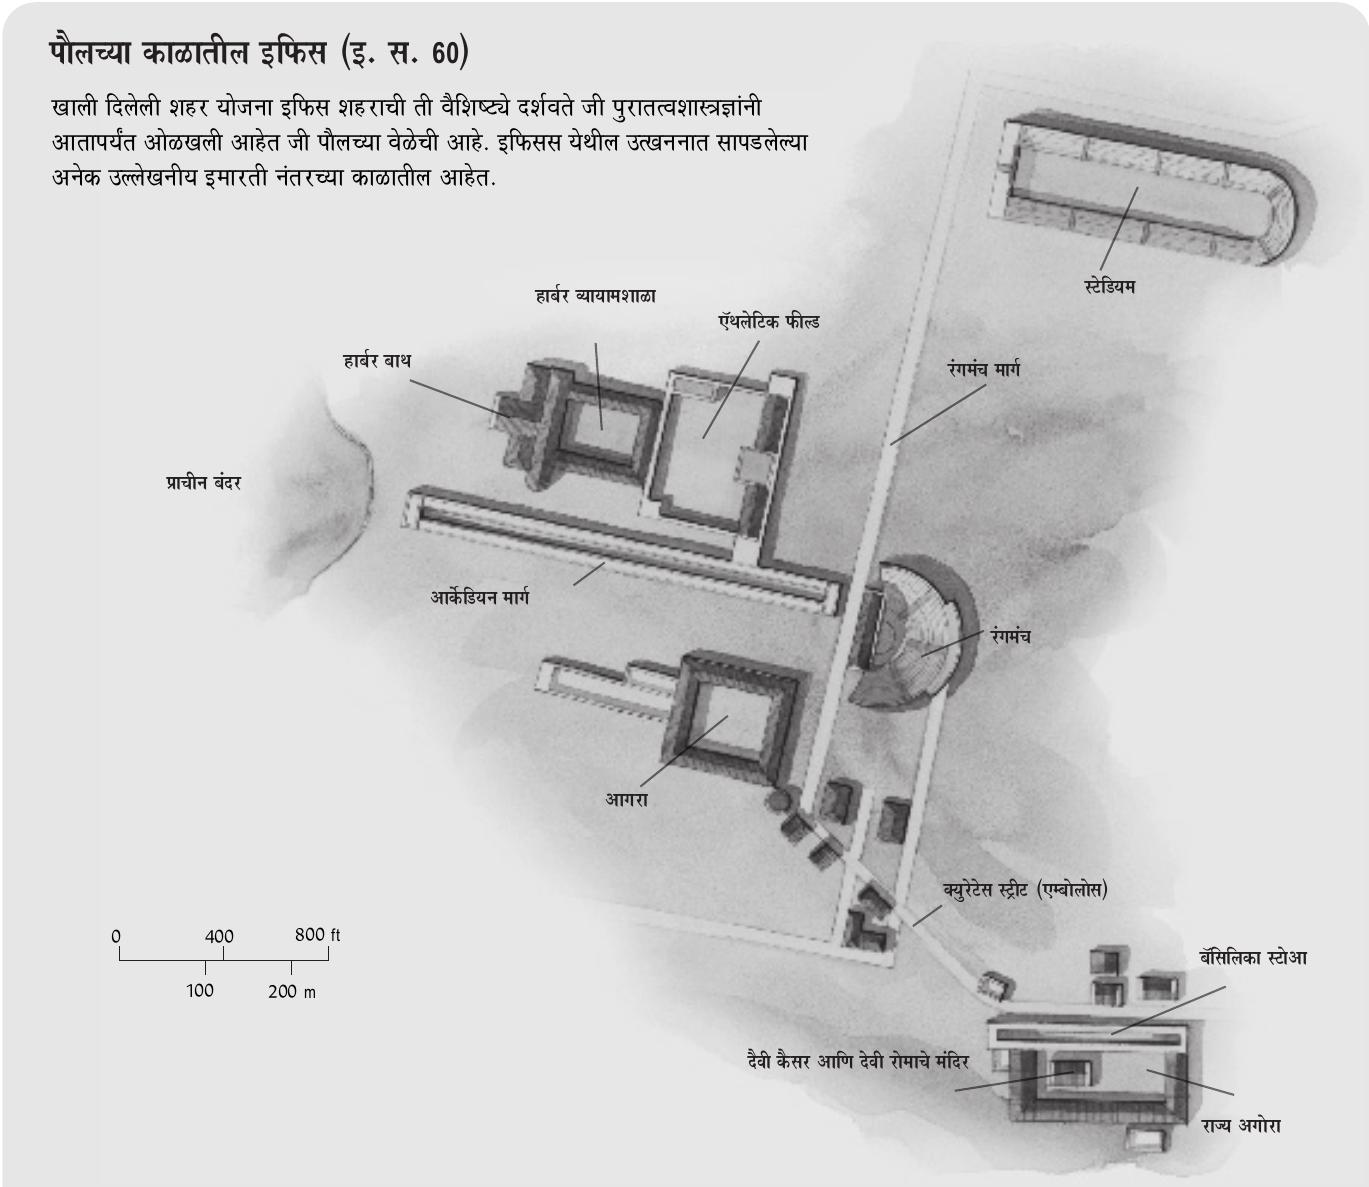 पौलच्या काळातील इफिस (इ. स. 60)
खाली दिलेली शहर योजना इफिस शहराची ती वैशिष्ट्ये दर्शवते जी पुरातत्वशास्त्रज्ञांनी
आतापर्यंत ओळखली आहेत जी पौलच्या वेळेची आहे. इफिसस येथील उत्खननात सापडलेल्या
अनेक उल्लेखनीय इमारती नंतरच्या काळातील आहेत.
स्टेडियम
हार्बर व्यायामशाळा
ऍथलेटिक फील्ड
हार्बर बाथ
रंगमंच मार्ग
प्राचीन बंदर
आर्केडियन मार्ग
रंगमंच
आगरा
क्युरेटेस स्ट्रीट (एम्बोलोस)
0 400 800 ft
100 200 m
बॅसिलिका स्टोआ
दैवी कैसर आणि देवी रोमाचे मंदिर
राज्य अगोरा